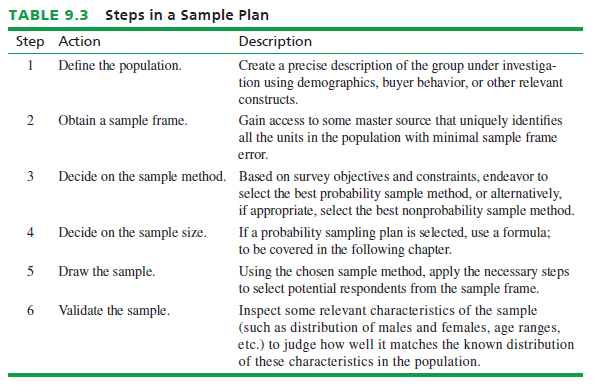 TABLE 9.3 Steps in a Sample Plan
Step Action Description
1 Define the population. Create a precise description of the group under investiga-
tion using demographics, buyer behavior, or other relevant
constructs.
2 Obtain a sample frame. Gain access to some master source that uniquely identifies
all the units in the population with minimal sample frame
error.
3 Decide on the sample method. Based on survey objectives and constraints, endeavor to
select the best probability sample method, or alternatively,
if appropriate, select the best nonprobability sample method.
4 Decide on the sample size. If a probability sampling plan is selected, use a formula;
to be covered in the following chapter.
5 Draw the sample. Using the chosen sample method, apply the necessary steps
to select potential respondents from the sample frame.
6 Validate the sample. Inspect some relevant characteristics of the sample
(such as distribution of males and females, age ranges,
etc.) to judge how well it matches the known distribution
of these characteristics in the population.